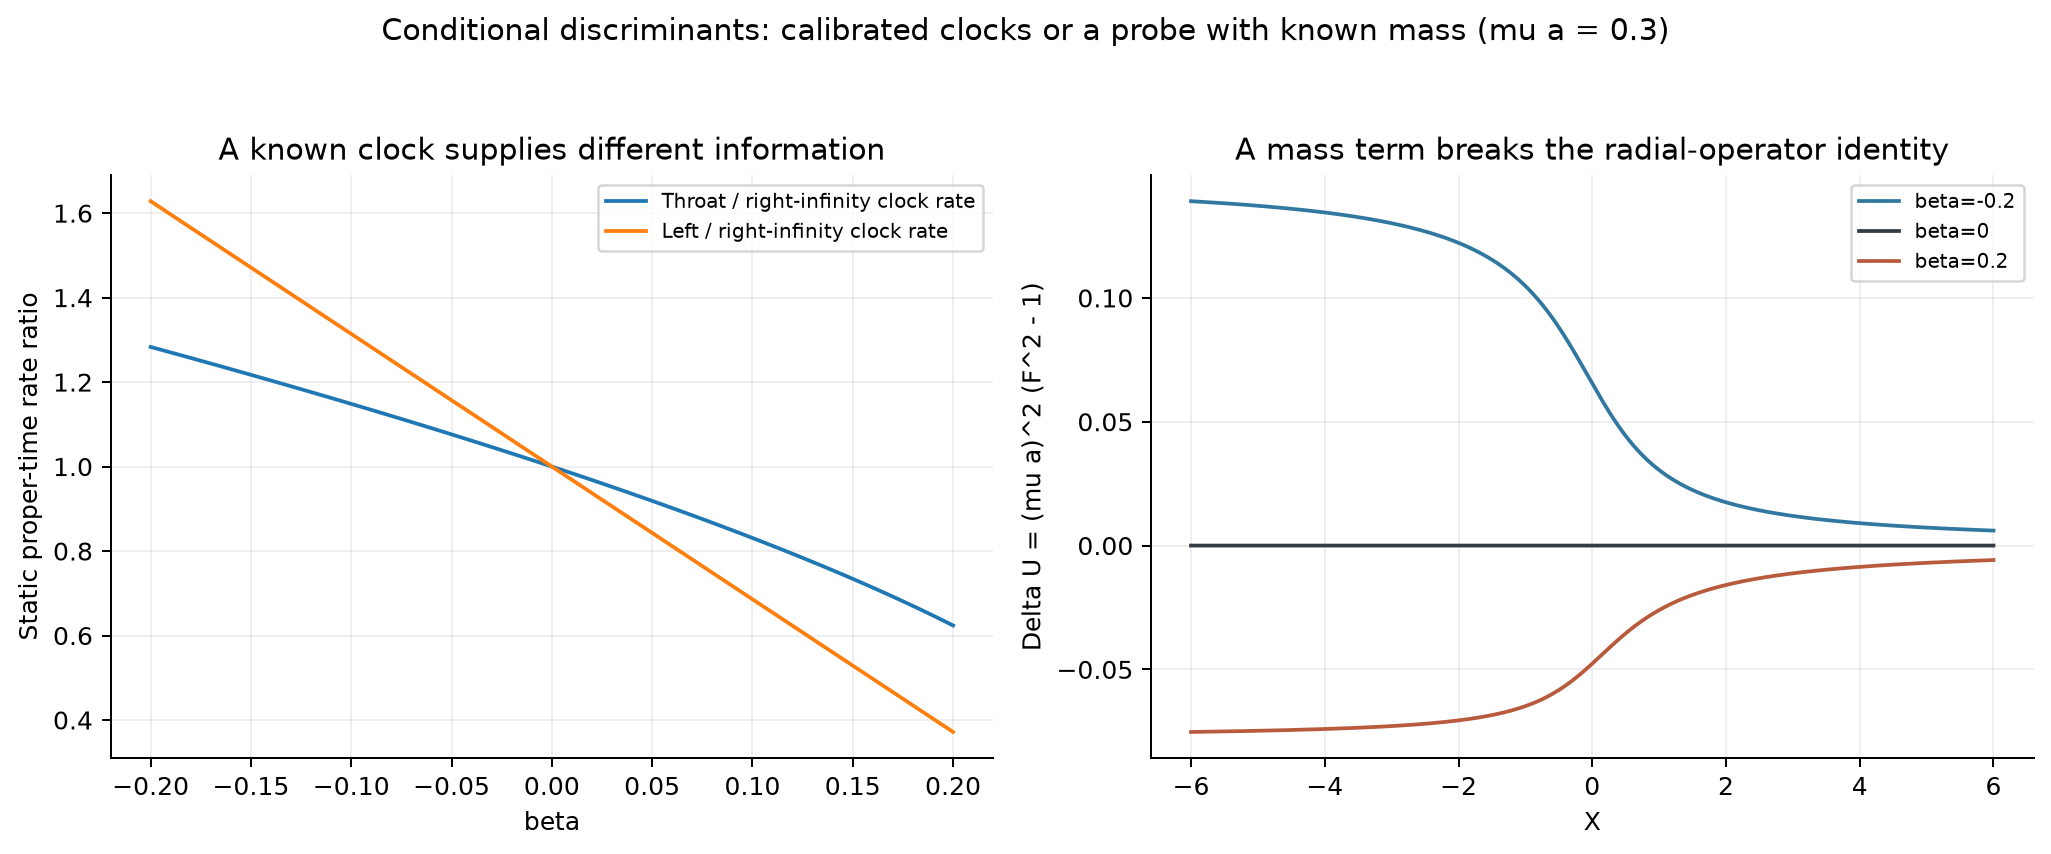 Conditional discriminants: calibrated clocks or a probe with known mass (mu a = 0.3)
A known clock supplies different information
Static proper-time rate ratio
1.6
1.4
1.2
1.0
0.8
0.6
0.4
Throat / right-infinity clock rate
Left / right-infinity clock rate
−0.20 −0.15 −0.10 −0.05 0.00 0.05 0.10 0.15 0.20
beta
A mass term breaks the radial-operator identity
Delta U = (mu a)^2 (F^2 - 1)
0.10
0.05
0.00
−0.05
beta=-0.2
beta=0
beta=0.2
−6 −4 −2 0 2 4 6
X